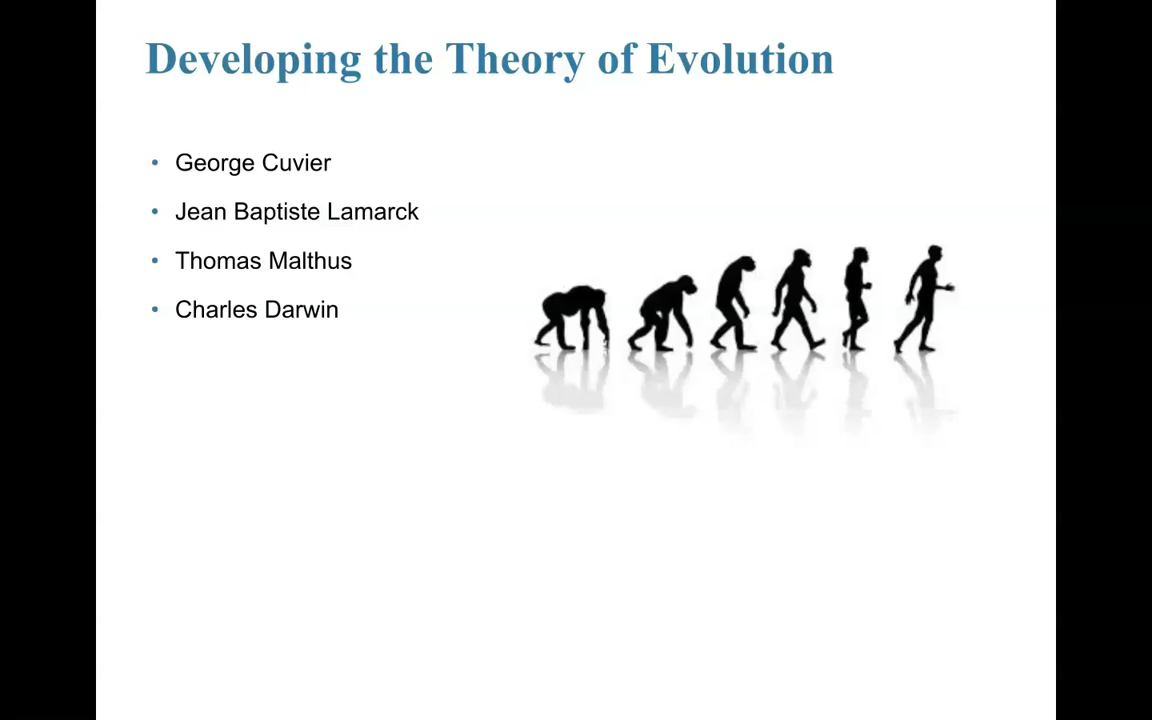 Developing the Theory of Evolution
• George Cuvier
• Jean Baptiste Lamarck
• Thomas Malthus
• Charles Darwin